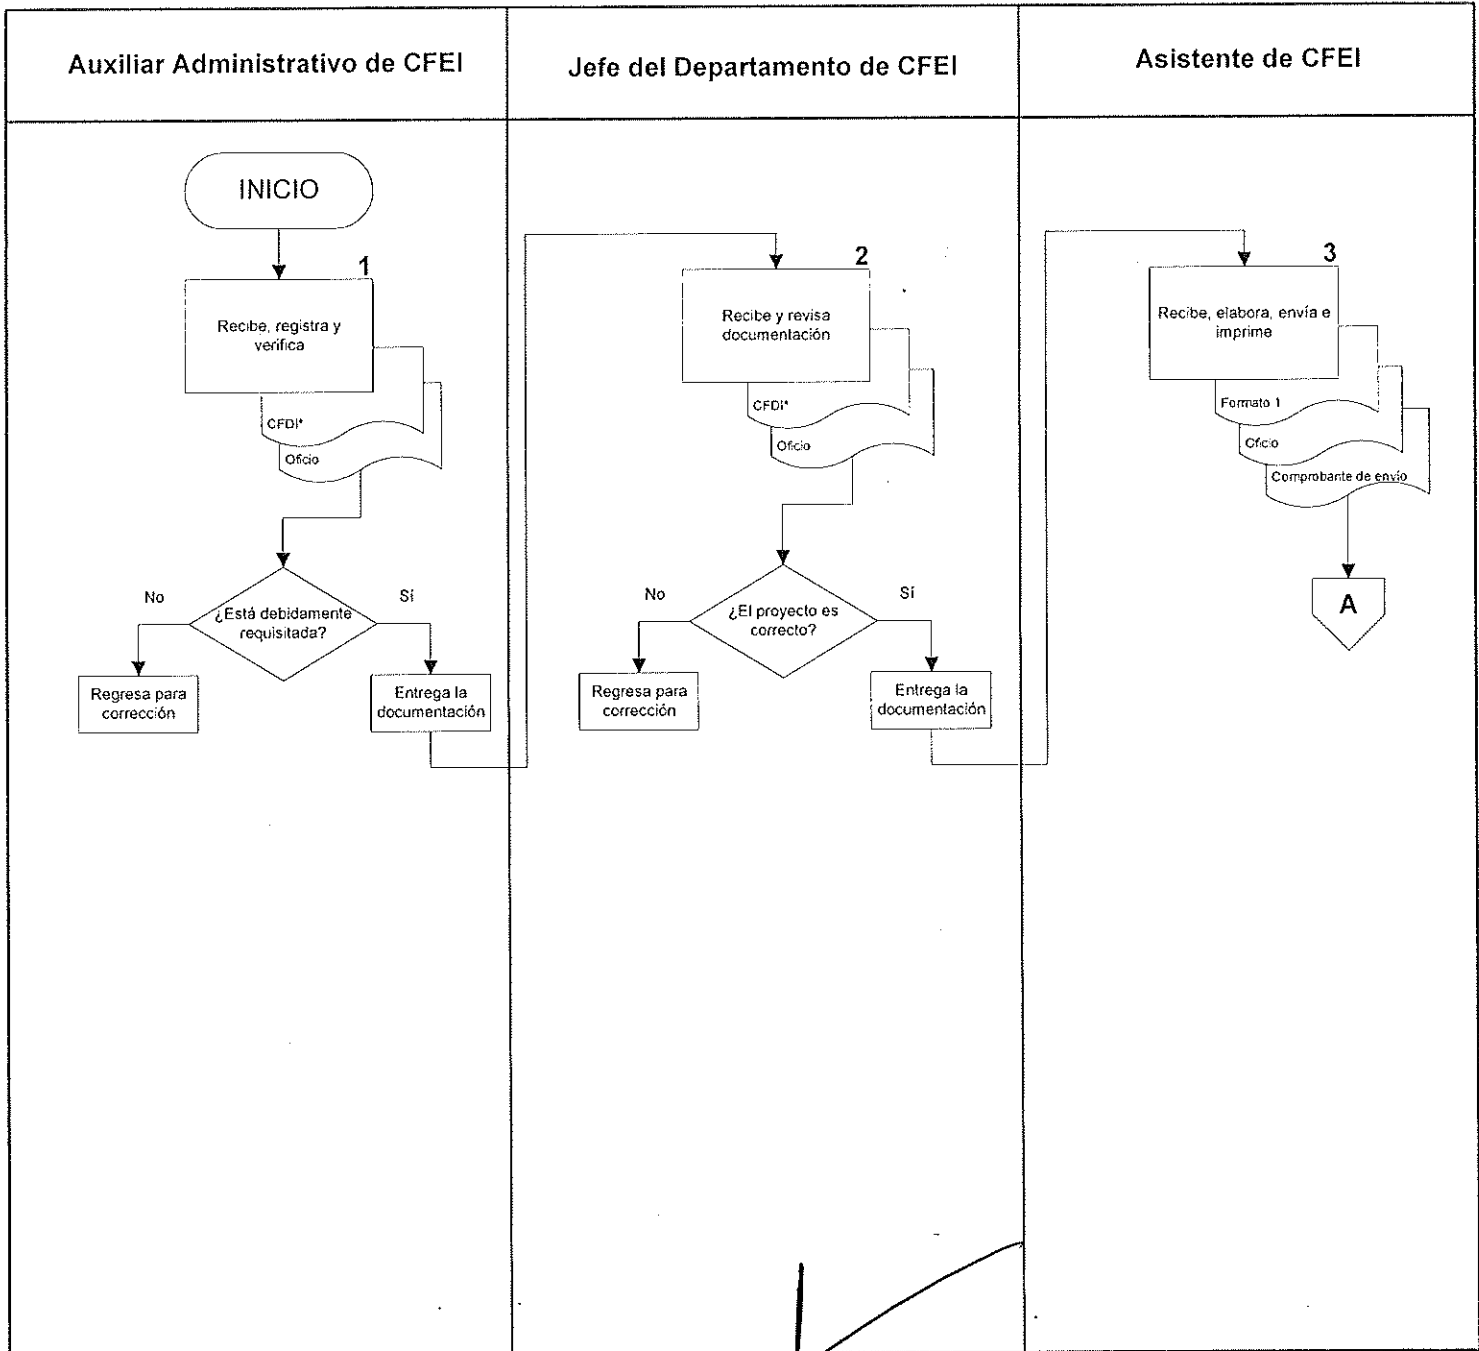 Auxiliar Administrativo de CFEI
Jefe del Departamento de CFEI
Asistente de CFEI
INICIO
1
Recibe, registra y
verifica
CFDI*
Oficio
¿Está debidamente
requisitada?
No
Sí
Regresa para
corrección
Entrega la
documentación
2
Recibe y revisa
documentación
CFDI*
Oficio
¿El proyecto es
correcto?
No
Sí
Regresa para
corrección
Entrega la
documentación
3
Recibe, elabora, envía e
imprime
Formato 1
Oficio
Comprobante de envío
A